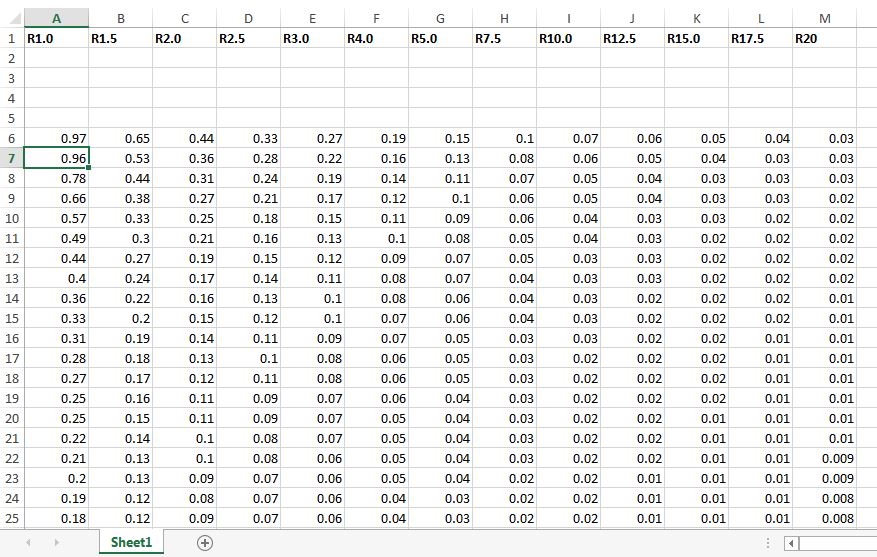 A B C D E F G H I J K L M
1 R1.0 R1.5 R2.0 R2.5 R3.0 R4.0 R5.0 R7.5 R10.0 R12.5 R15.0 R17.5 R20
2
3
4
5
6 0.97 0.65 0.44 0.33 0.27 0.19 0.15 0.1 0.07 0.06 0.05 0.04 0.03
7 0.96 0.53 0.36 0.28 0.22 0.16 0.13 0.08 0.06 0.05 0.04 0.03 0.03
8 0.78 0.44 0.31 0.24 0.19 0.14 0.11 0.07 0.05 0.04 0.03 0.03 0.03
9 0.66 0.38 0.27 0.21 0.17 0.12 0.1 0.06 0.05 0.04 0.03 0.03 0.02
10 0.57 0.33 0.25 0.18 0.15 0.11 0.09 0.06 0.04 0.03 0.03 0.02 0.02
11 0.49 0.3 0.21 0.16 0.13 0.1 0.08 0.05 0.04 0.03 0.02 0.02 0.02
12 0.44 0.27 0.19 0.15 0.12 0.09 0.07 0.05 0.03 0.03 0.02 0.02 0.02
13 0.4 0.24 0.17 0.14 0.11 0.08 0.07 0.04 0.03 0.03 0.02 0.02 0.02
14 0.36 0.22 0.16 0.13 0.1 0.08 0.06 0.04 0.03 0.02 0.02 0.02 0.01
15 0.33 0.2 0.15 0.12 0.1 0.07 0.06 0.04 0.03 0.02 0.02 0.02 0.01
16 0.31 0.19 0.14 0.11 0.09 0.07 0.05 0.03 0.03 0.02 0.02 0.01 0.01
17 0.28 0.18 0.13 0.1 0.08 0.06 0.05 0.03 0.02 0.02 0.02 0.01 0.01
18 0.27 0.17 0.12 0.11 0.08 0.06 0.05 0.03 0.02 0.02 0.02 0.01 0.01
19 0.25 0.16 0.11 0.09 0.07 0.06 0.04 0.03 0.02 0.02 0.02 0.01 0.01
20 0.25 0.15 0.11 0.09 0.07 0.05 0.04 0.03 0.02 0.02 0.01 0.01 0.01
21 0.22 0.14 0.1 0.08 0.07 0.05 0.04 0.03 0.02 0.02 0.01 0.01 0.01
22 0.21 0.13 0.1 0.08 0.06 0.05 0.04 0.03 0.02 0.02 0.01 0.01 0.009
23 0.2 0.13 0.09 0.07 0.06 0.05 0.04 0.02 0.02 0.01 0.01 0.01 0.009
24 0.19 0.12 0.08 0.07 0.06 0.04 0.03 0.02 0.02 0.01 0.01 0.01 0.008
25 0.18 0.12 0.09 0.07 0.06 0.04 0.03 0.02 0.02 0.01 0.01 0.01 0.008
Sheet1